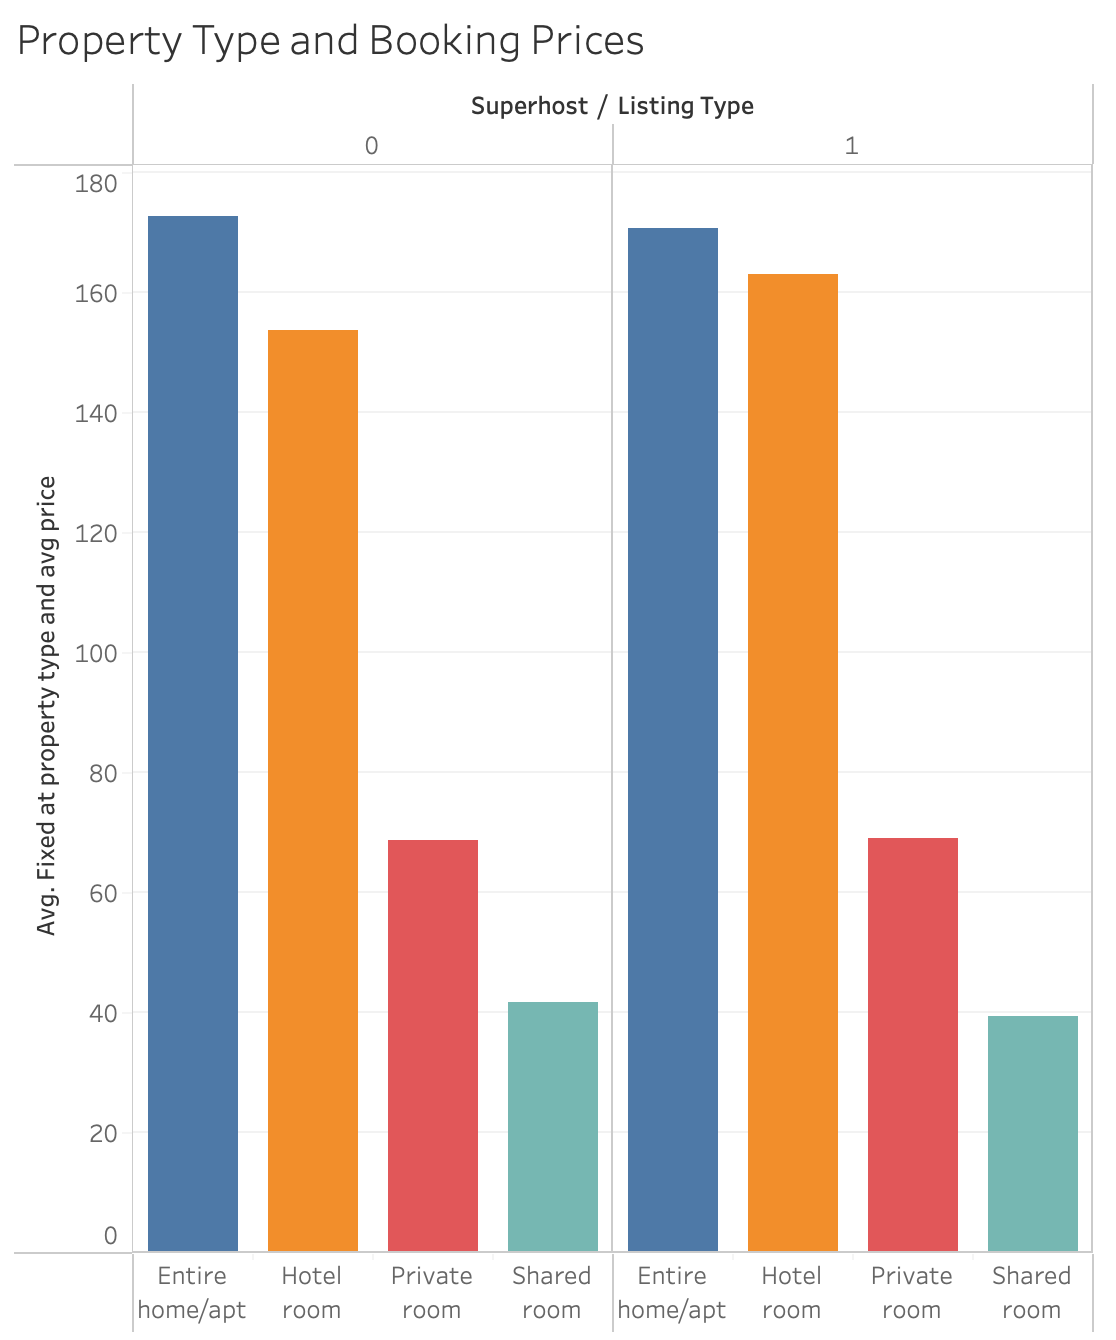 Property Type and Booking Prices
Superhost / Listing Type
0
1
Avg. Fixed at property type and avg price
180
160
140
120
100
80
60
40
20
0
Entire
home/apt
Hotel
room
Private
room
Shared
room
Entire
home/apt
Hotel
room
Private
room
Shared
room